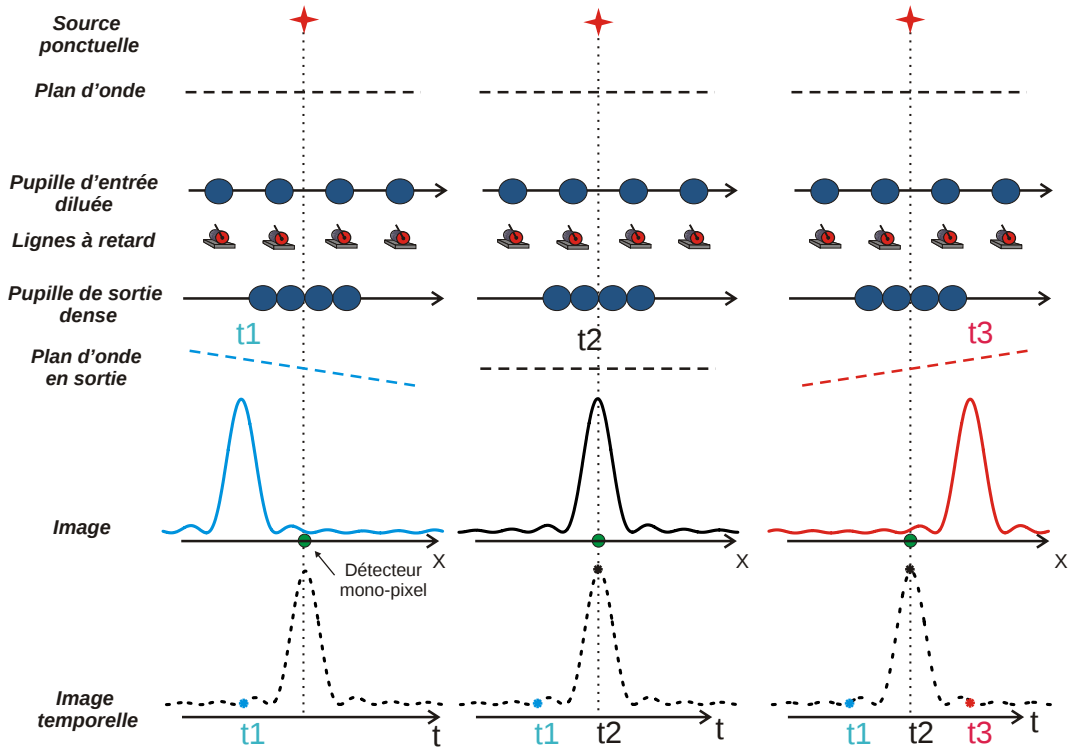 Source
ponctuelle
Plan d'onde
Pupille d'entrée
diluée
Lignes à retard
Pupille de sortie
dense
t1
t2
t3
Plan d'onde
en sortie
Image
X
X
X
Détecteur
mono-pixel
Image
temporelle
t1
t
t1
t2
t
t1
t2
t3
t